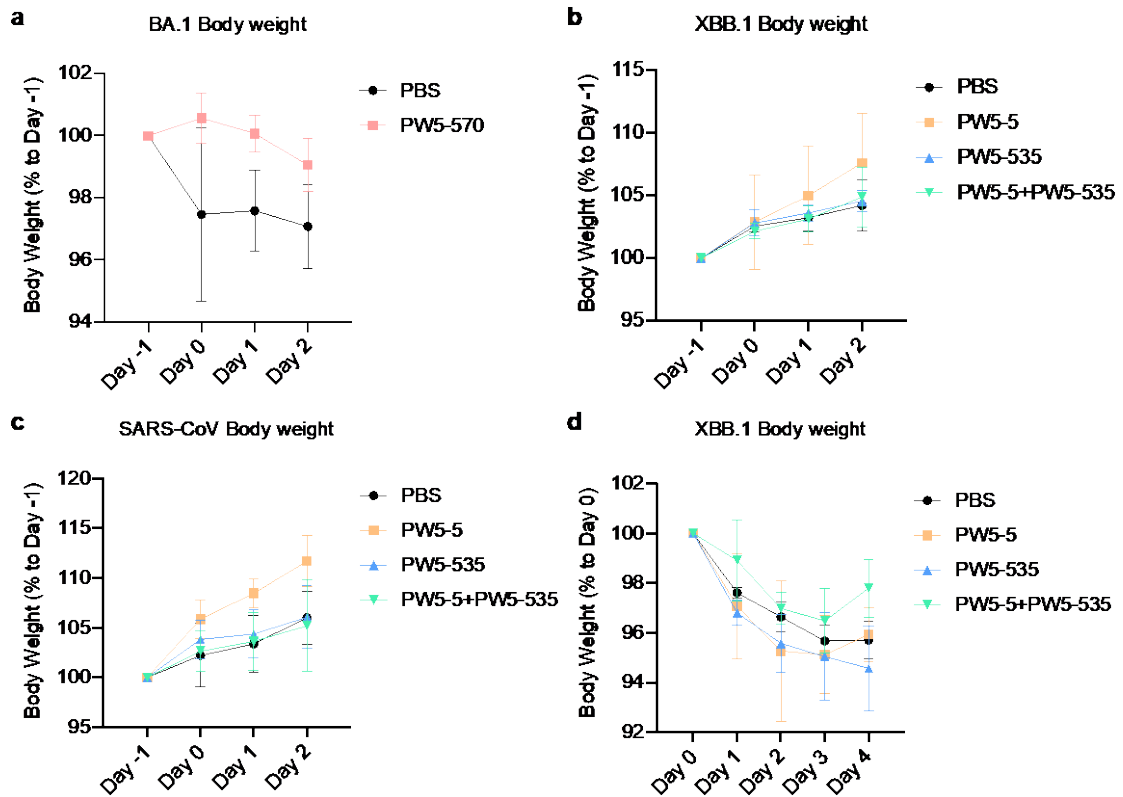 a
BA.1 Body weight
Body Weight (% to Day -1)
102
100
98
96
94
Day -1
Day 0
Day 1
Day 2
PBS
PW5-570
b
XBB.1 Body weight
Body Weight (% to Day -1)
115
110
105
100
95
Day -1
Day 0
Day 1
Day 2
PBS
PW5-5
PW5-535
PW5-5+PW5-535
c
SARS-CoV Body weight
Body Weight (% to Day -1)
120
115
110
105
100
95
Day -1
Day 0
Day 1
Day 2
PBS
PW5-5
PW5-535
PW5-5+PW5-535
d
XBB.1 Body weight
Body Weight (% to Day 0)
102
100
98
96
94
92
Day 0
Day 1
Day 2
Day 3
Day 4
PBS
PW5-5
PW5-535
PW5-5+PW5-535